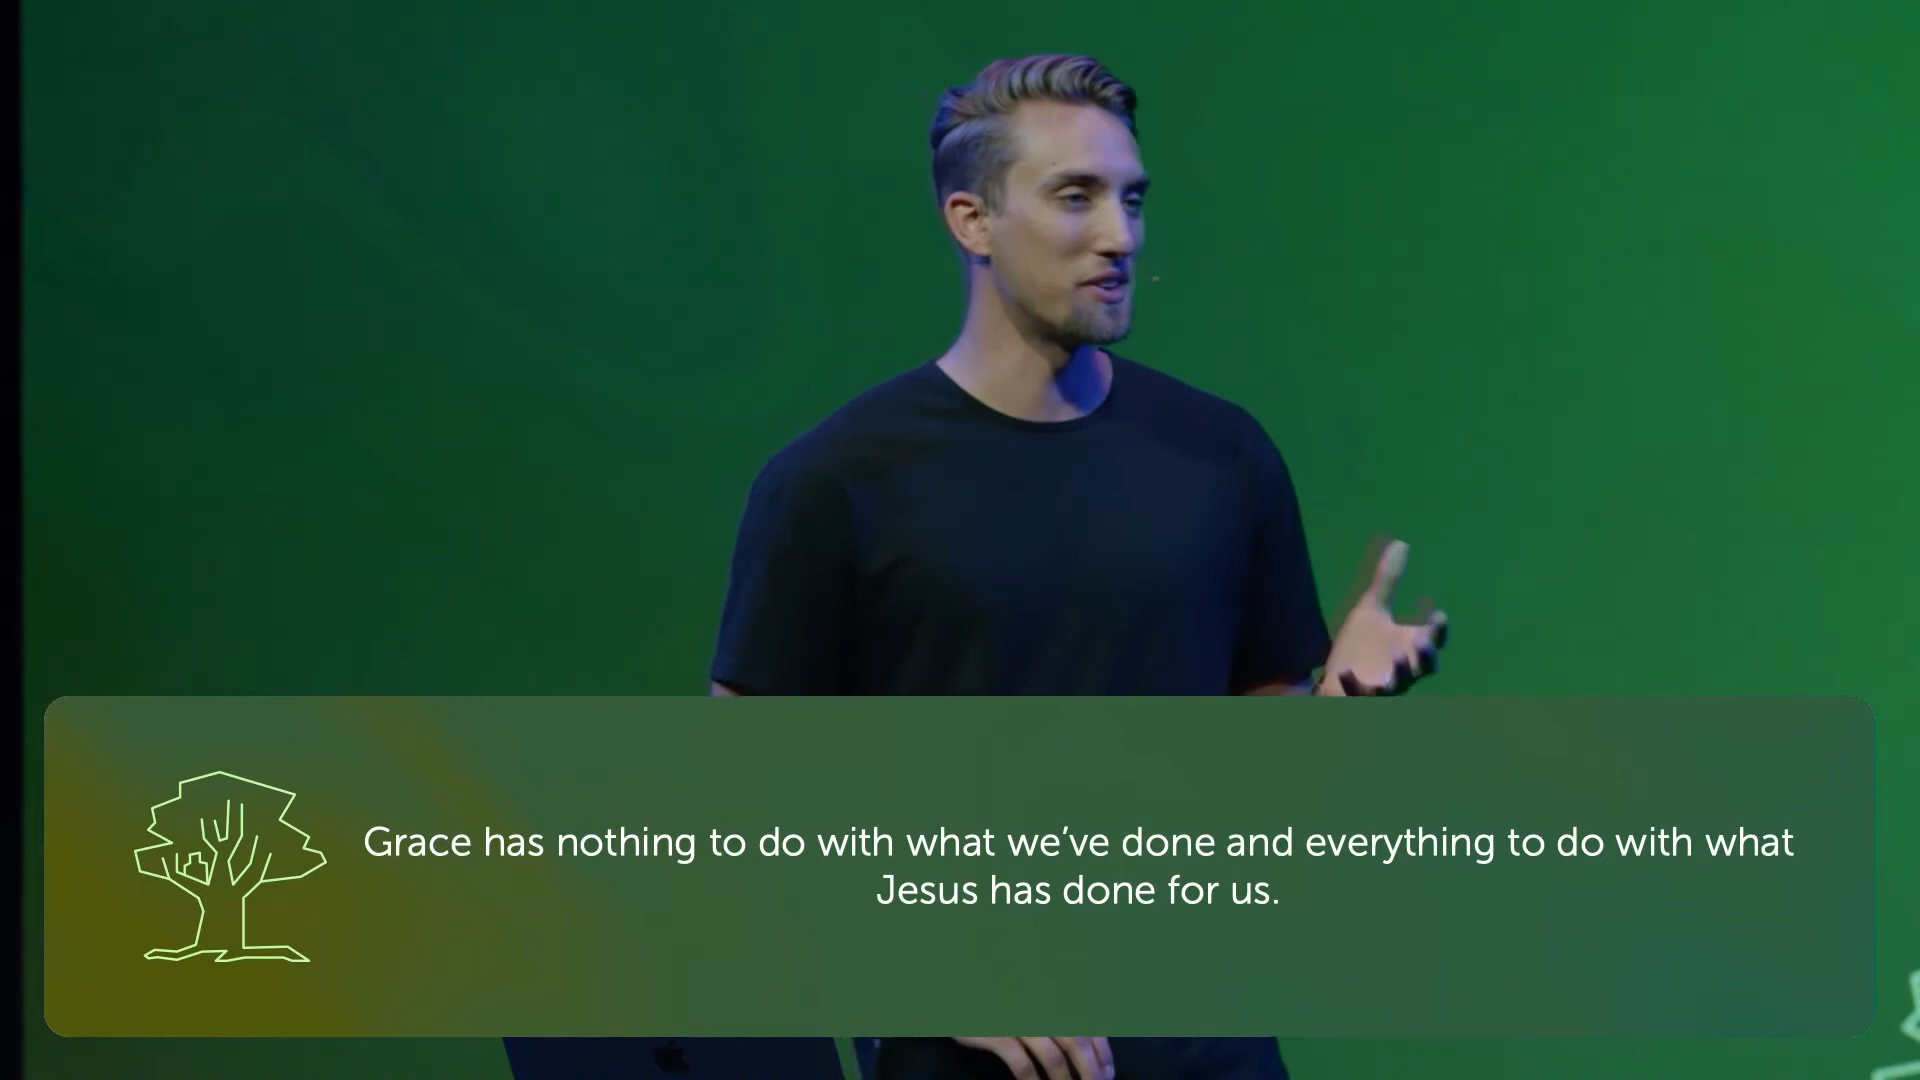 Grace has nothing to do with what we’ve done and everything to do with what
Jesus has done for us.